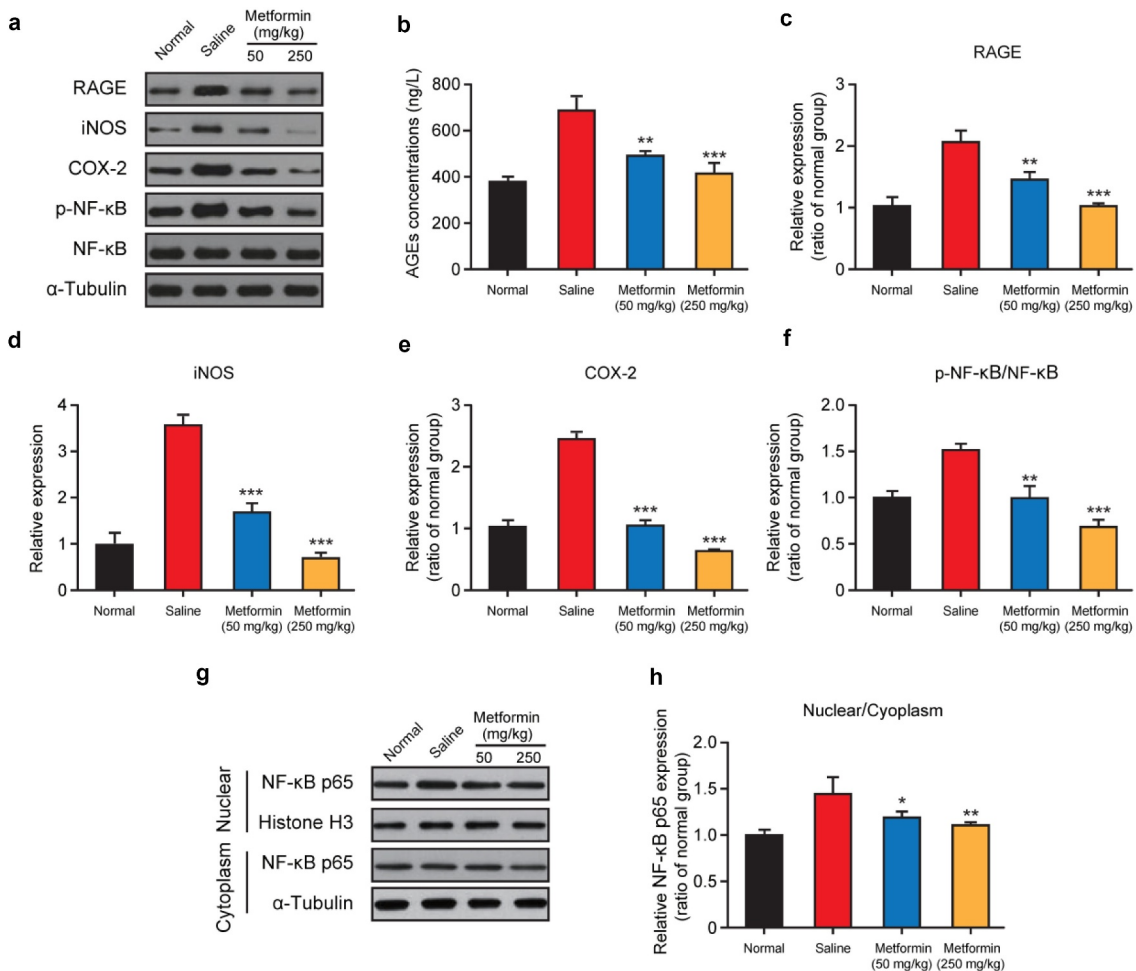 a
Normal
Saline
Metformin
(mg/kg)
50 250
RAGE
iNOS
COX-2
p-NF-κB
NF-κB
α-Tubulin
b
AGEs concentrations (ng/L)
800
600
400
200
0
**
***
Normal
Saline
Metformin
(50 mg/kg)
Metformin
(250 mg/kg)
c
RAGE
Relative expression
(ratio of normal group)
3
2
1
0
**
***
Normal
Saline
Metformin
(50 mg/kg)
Metformin
(250 mg/kg)
d
iNOS
Relative expression
4
3
2
1
0
***
***
Normal
Saline
Metformin
(50 mg/kg)
Metformin
(250 mg/kg)
e
COX-2
Relative expression
(ratio of normal group)
3
2
1
0
***
***
Normal
Saline
Metformin
(50 mg/kg)
Metformin
(250 mg/kg)
f
p-NF-κB/NF-κB
Relative expression
(ratio of normal group)
2.0
1.5
1.0
0.5
0
**
***
Normal
Saline
Metformin
(50 mg/kg)
Metformin
(250 mg/kg)
g
Normal
Saline
Metformin
(mg/kg)
50 250
Nuclear
NF-κB p65
Histone H3
Cytoplasm
NF-κB p65
α-Tubulin
h
Nuclear/Cyoplasm
Relative NF-κB p65 expression
(ratio of normal group)
2.0
1.5
1.0
0.5
0
*
**
Normal
Saline
Metformin
(50 mg/kg)
Metformin
(250 mg/kg)